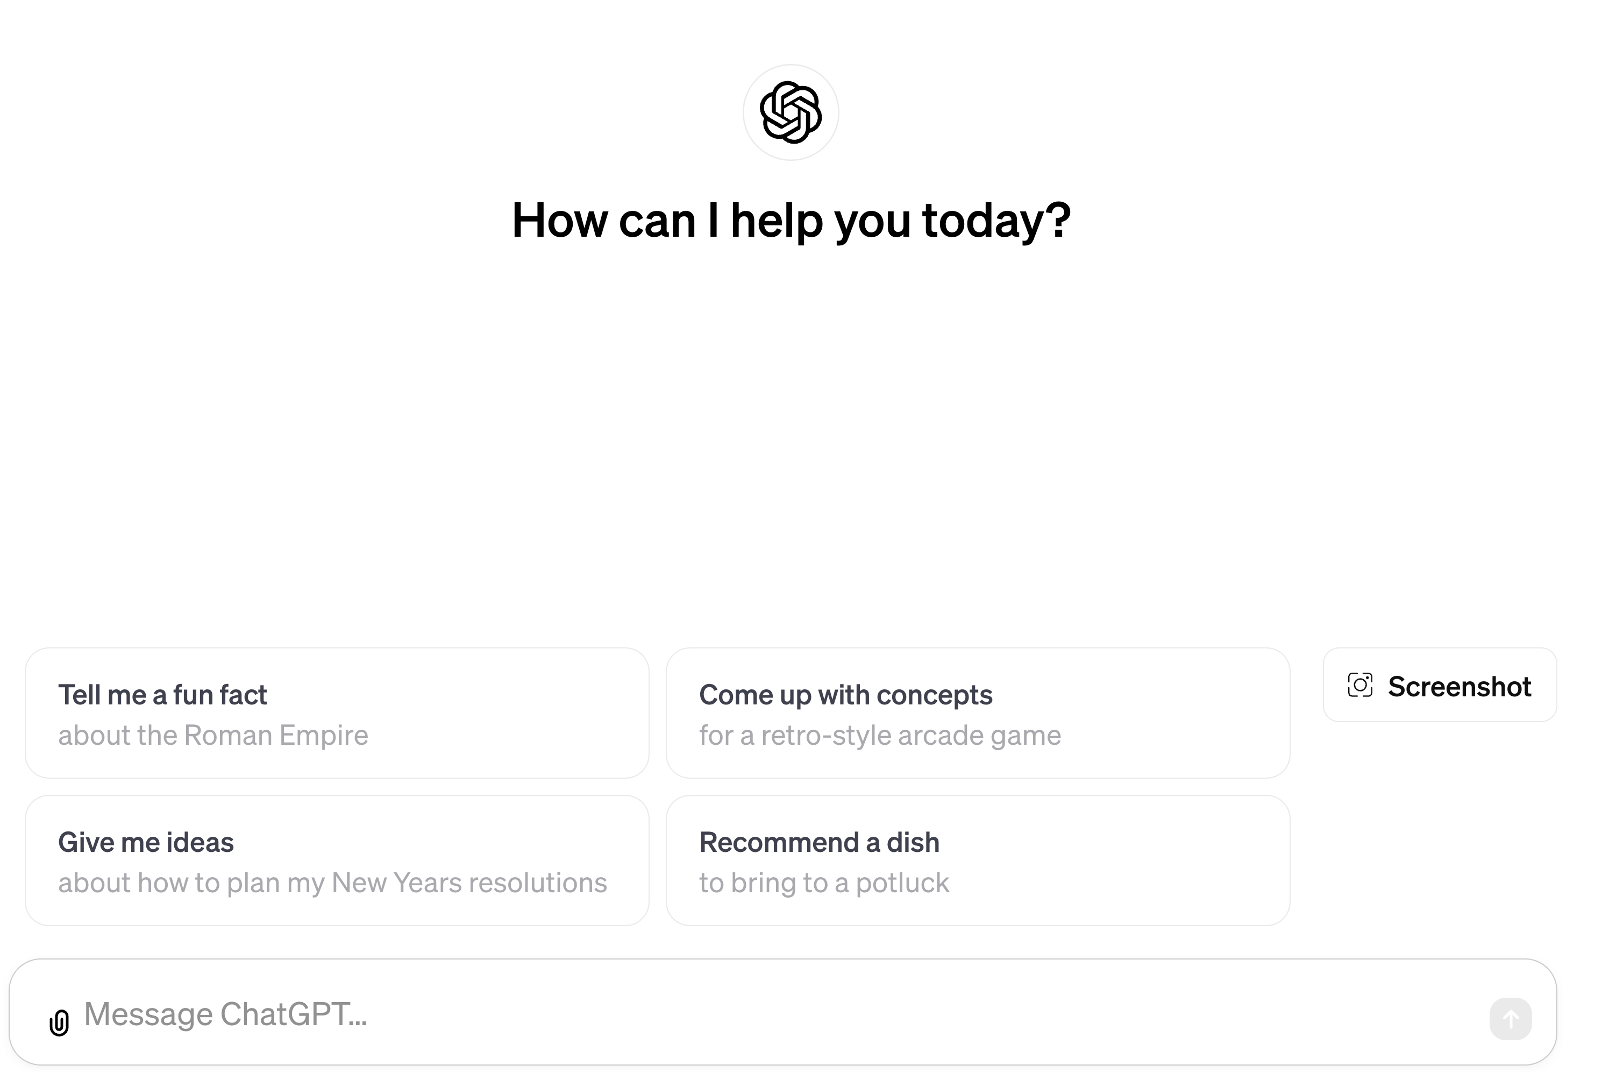 How can I help you today?
Tell me a fun fact
about the Roman Empire
Come up with concepts
for a retro-style arcade game
Screenshot
Give me ideas
about how to plan my New Years resolutions
Recommend a dish
to bring to a potluck
Message ChatGPT...